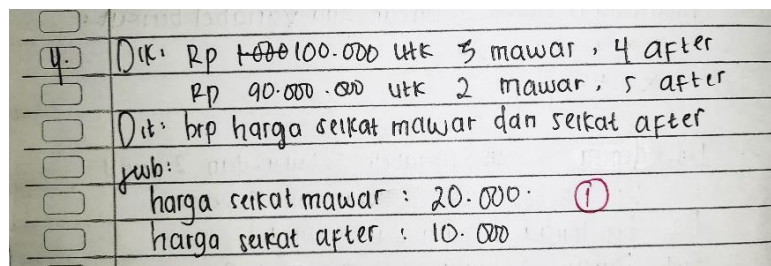 4. Dik: Rp 1000 100.000 utk 3 mawar, 4 after
Rp 90.000.000 utk 2 mawar, 5 after
Dit: brp harga seikat mawar dan seikat after
jwb:
harga seikat mawar : 20.000. 1
harga seikat after : 10.000